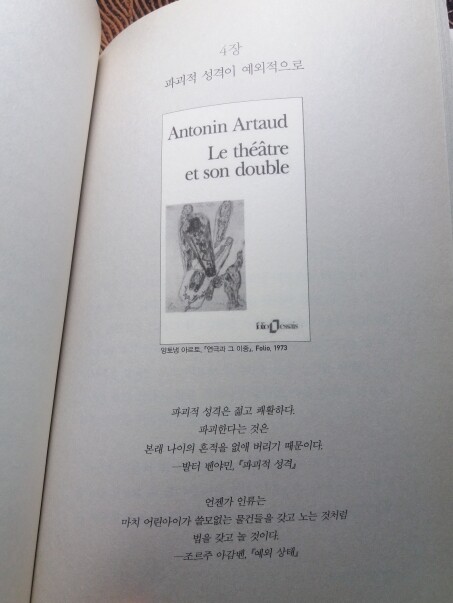 4장
파괴적 성격이 예외적으로
Antonin Artaud
Le théâtre
et son double
folio essais
앙토냉 아르토, 『연극과 그 이중』, Folio, 1973
파괴적 성격은 젊고 쾌활하다.
파괴한다는 것은
본래 나이의 흔적을 없애 버리기 때문이다.
—발터 벤야민, 『파괴적 성격』
언젠가 인류는
마치 어린아이가 쓸모없는 물건들을 갖고 노는 것처럼
법을 갖고 놀 것이다.
—조르주 아감벤, 『예외 상태』